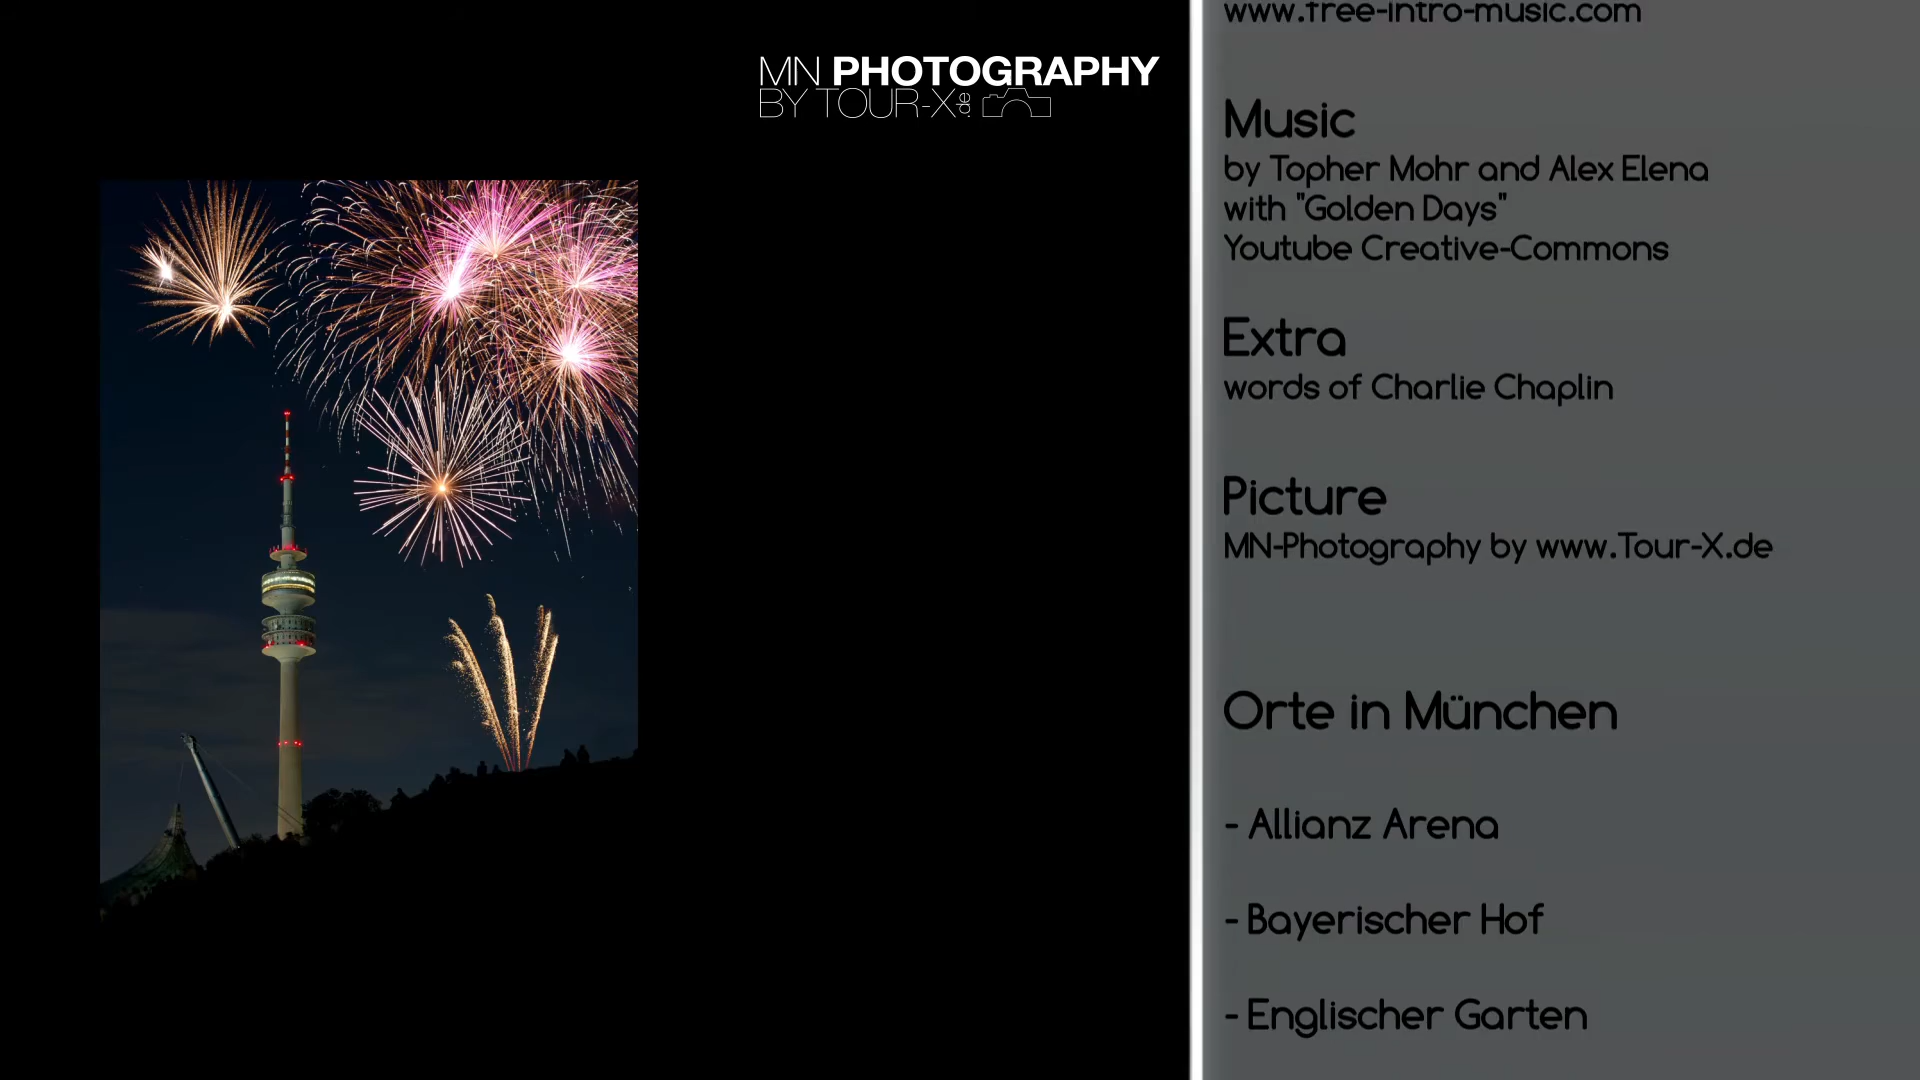 MN PHOTOGRAPHY
BY TOUR-X.de
www.free-intro-music.com
Music
by Topher Mohr and Alex Elena
with "Golden Days"
Youtube Creative-Commons
Extra
words of Charlie Chaplin
Picture
MN-Photography by www.Tour-X.de
Orte in München
- Allianz Arena
- Bayerischer Hof
- Englischer Garten